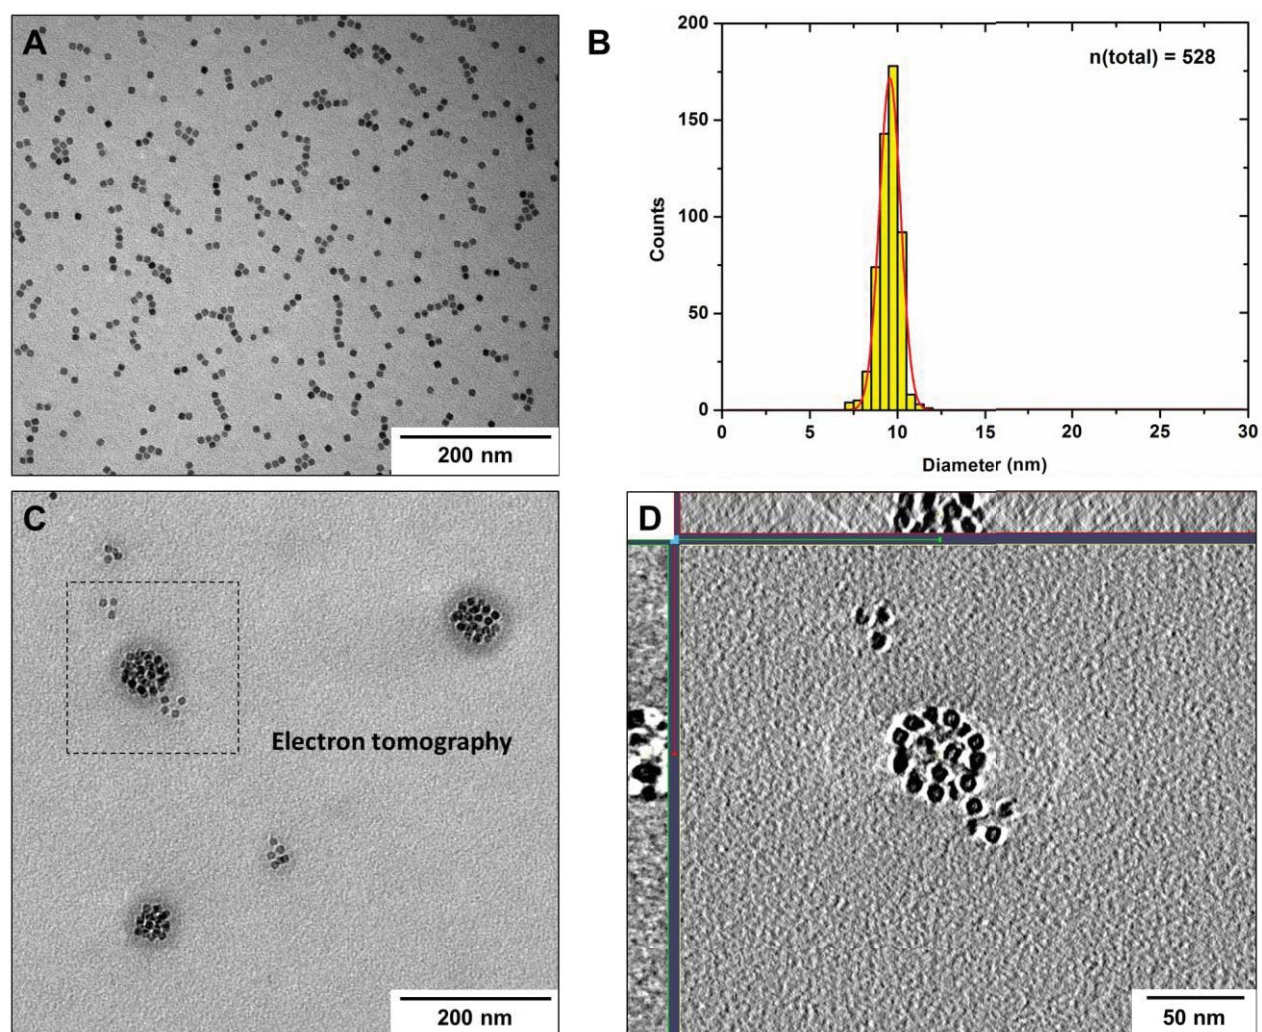 A
200 nm
B
n(total) = 528
200
150
100
50
0
Counts
0 5 10 15 20 25 30
Diameter (nm)
C
Electron tomography
200 nm
D
50 nm